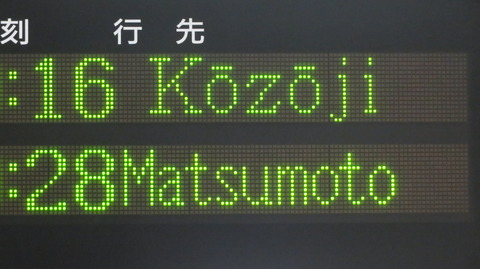 刻 行先
:16 Kōzōji
:28 Matsumoto